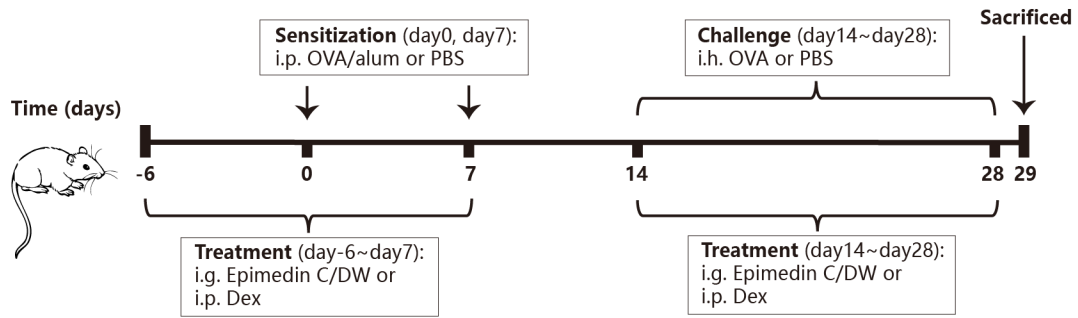 Sacrificed
Sensitization (day0, day7):
i.p. OVA/alum or PBS
Challenge (day14~day28):
i.h. OVA or PBS
Time (days)
-6
0
7
14
28
29
Treatment (day-6~day7):
i.g. Epimedin C/DW or
i.p. Dex
Treatment (day14~day28):
i.g. Epimedin C/DW or
i.p. Dex